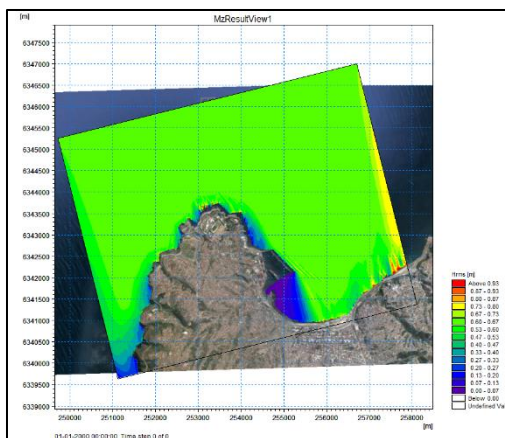 [m]
MzResultView1
6347500
6347000
6346500
6346000
6345500
6345000
6344500
6344000
6343500
6343000
6342500
6342000
6341500
6341000
6340500
6340000
6339500
6339000
Hrms [m]
Above 0.93
0.87 - 0.93
0.80 - 0.87
0.73 - 0.80
0.67 - 0.73
0.60 - 0.67
0.53 - 0.60
0.47 - 0.53
0.40 - 0.47
0.33 - 0.40
0.27 - 0.33
0.20 - 0.27
0.13 - 0.20
0.07 - 0.13
0.00 - 0.07
Below 0.00
Undefined Val
250000 251000 252000 253000 254000 255000 256000 257000 258000
[m]
01-01-2000 00:00:00 Time step 0 of 0